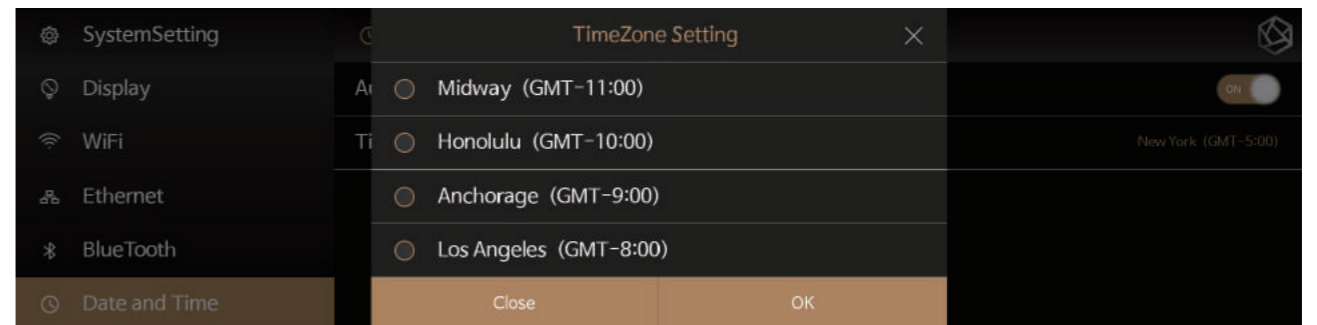 SystemSetting
Display
WiFi
Ethernet
BlueTooth
Date and Time
TimeZone Setting
Midway (GMT-11:00)
Honolulu (GMT-10:00)
Anchorage (GMT-9:00)
Los Angeles (GMT-8:00)
Close OK
ON
New York (GMT-5:00)